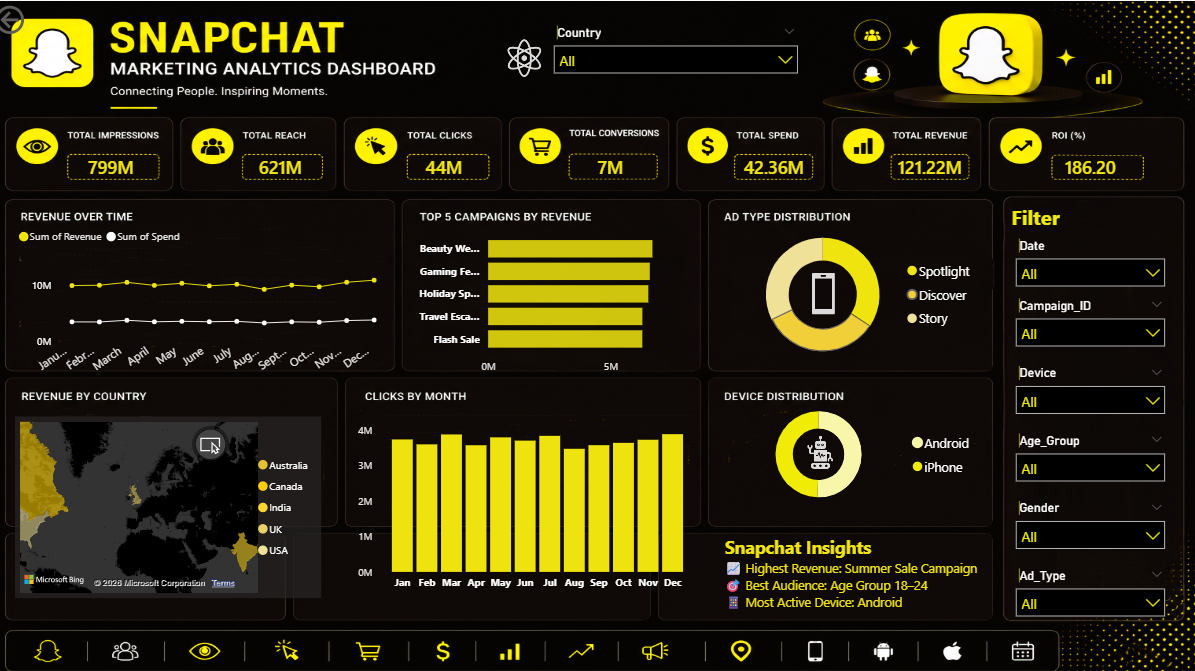 SNAPCHAT
MARKETING ANALYTICS DASHBOARD
Connecting People. Inspiring Moments.
Country
All
TOTAL IMPRESSIONS
799M
TOTAL REACH
621M
TOTAL CLICKS
44M
TOTAL CONVERSIONS
7M
TOTAL SPEND
42.36M
TOTAL REVENUE
121.22M
ROI (%)
186.20
REVENUE OVER TIME
Sum of Revenue Sum of Spend
10M
0M
Janu... Febr... March April May June July Aug... Sept... Oct... Nov... Dec...
TOP 5 CAMPAIGNS BY REVENUE
Beauty We...
Gaming Fe...
Holiday Sp...
Travel Esca...
Flash Sale
0M 5M
AD TYPE DISTRIBUTION
Spotlight
Discover
Story
Filter
Date
All
Campaign_ID
All
Device
All
Age_Group
All
Gender
All
Ad_Type
All
REVENUE BY COUNTRY
Australia
Canada
India
UK
USA
Microsoft Bing © 2026 Microsoft Corporation Terms
CLICKS BY MONTH
4M
3M
2M
1M
0M
Jan Feb Mar Apr May Jun Jul Aug Sep Oct Nov Dec
DEVICE DISTRIBUTION
Android
iPhone
Snapchat Insights
Highest Revenue: Summer Sale Campaign
Best Audience: Age Group 18–24
Most Active Device: Android